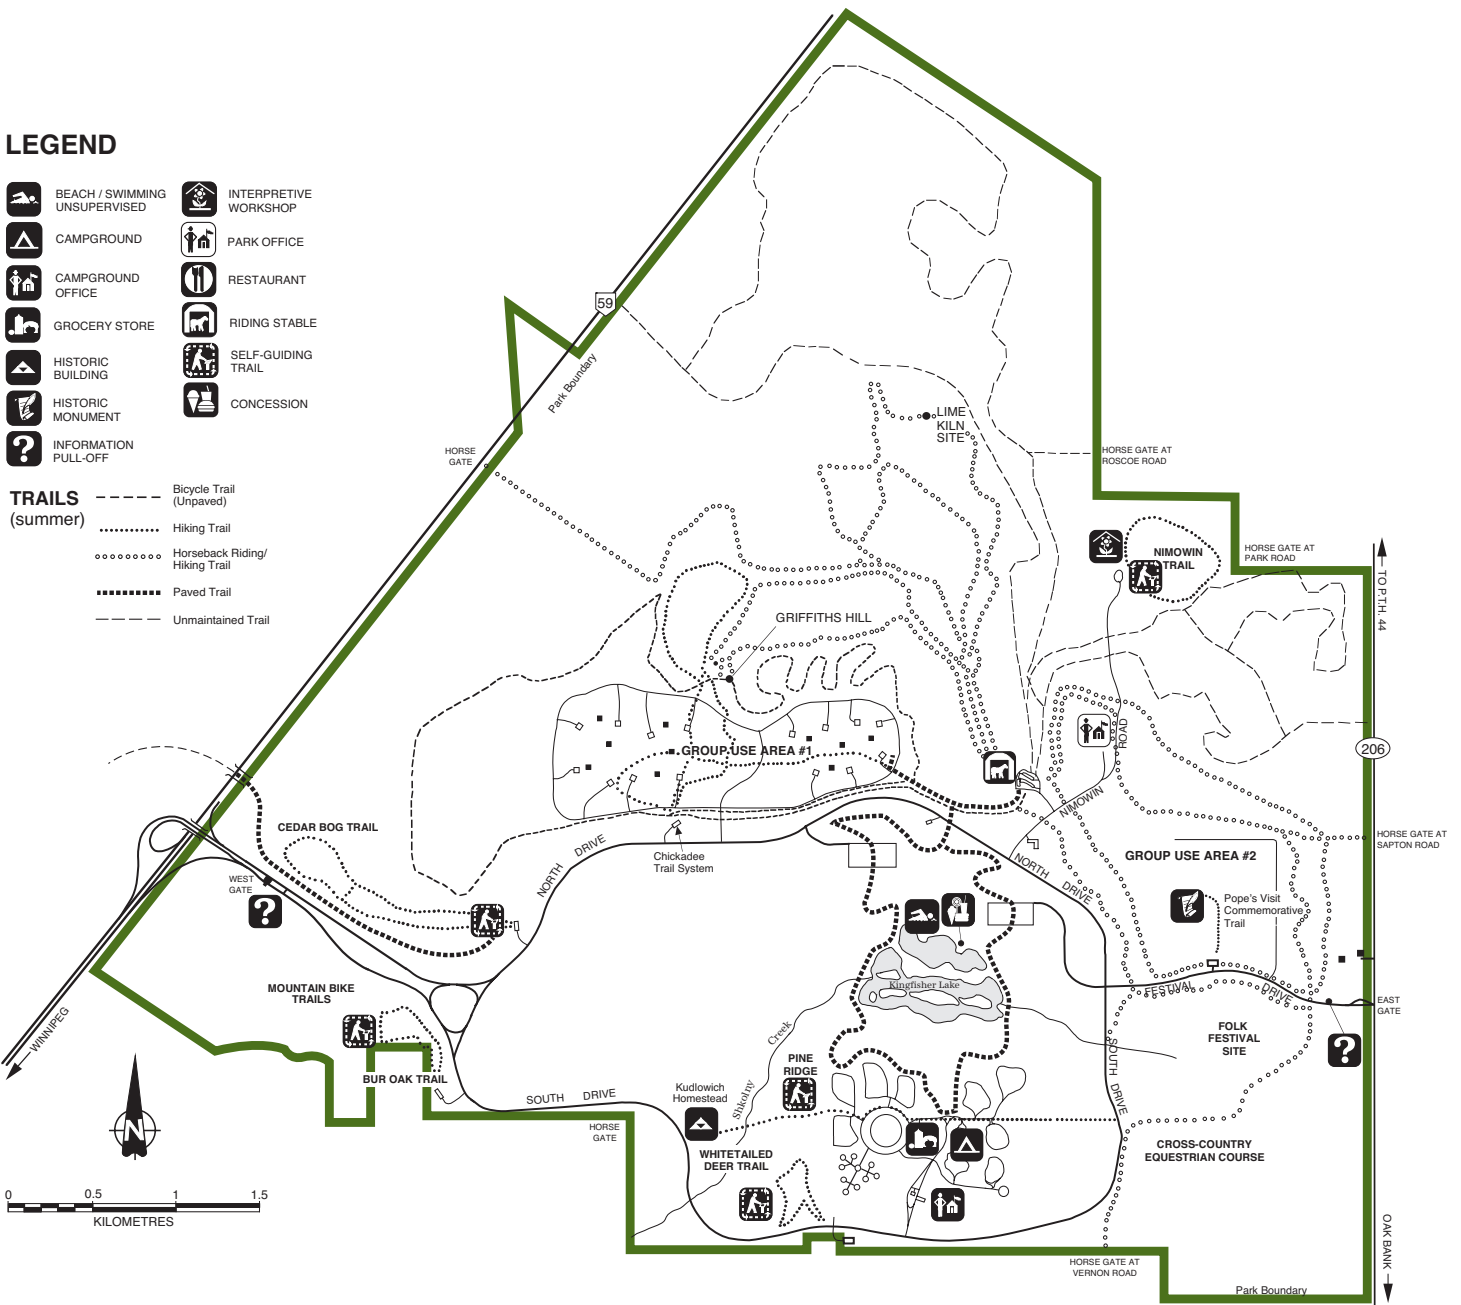 LEGEND
BEACH / SWIMMING
UNSUPERVISED
CAMPGROUND
CAMPGROUND
OFFICE
GROCERY STORE
HISTORIC
BUILDING
HISTORIC
MONUMENT
?
INFORMATION
PULL-OFF
INTERPRETIVE
WORKSHOP
PARK OFFICE
RESTAURANT
RIDING STABLE
SELF-GUIDING
TRAIL
CONCESSION
TRAILS
(summer)
Bicycle Trail
(Unpaved)
Hiking Trail
Horseback Riding/
Hiking Trail
Paved Trail
Unmaintained Trail
59
Park Boundary
HORSE
GATE
LIME
KILN
SITE
HORSE GATE AT
ROSCOE ROAD
NIMOWIN
TRAIL
HORSE GATE AT
PARK ROAD
TO P.T.H. 44
GRIFFITHS HILL
GROUP USE AREA #1
ROAD
NIMOWIN
206
CEDAR BOG TRAIL
NORTH DRIVE
Chickadee
Trail System
NORTH DRIVE
GROUP USE AREA #2
HORSE GATE AT
SAPTON ROAD
WEST
GATE
?
Pope's Visit
Commemorative
Trail
MOUNTAIN BIKE
TRAILS
Kingfisher Lake
FESTIVAL DRIVE
EAST
GATE
WINNIPEG
Creek
Shkolny
FOLK
FESTIVAL
SITE
?
SOUTH DRIVE
PINE
RIDGE
BUR OAK TRAIL
SOUTH DRIVE
Kudlowich
Homestead
HORSE
GATE
N
WHITETAILED
DEER TRAIL
CROSS-COUNTRY
EQUESTRIAN COURSE
0 0.5 1 1.5
KILOMETRES
OAK BANK
HORSE GATE AT
VERNON ROAD
Park Boundary